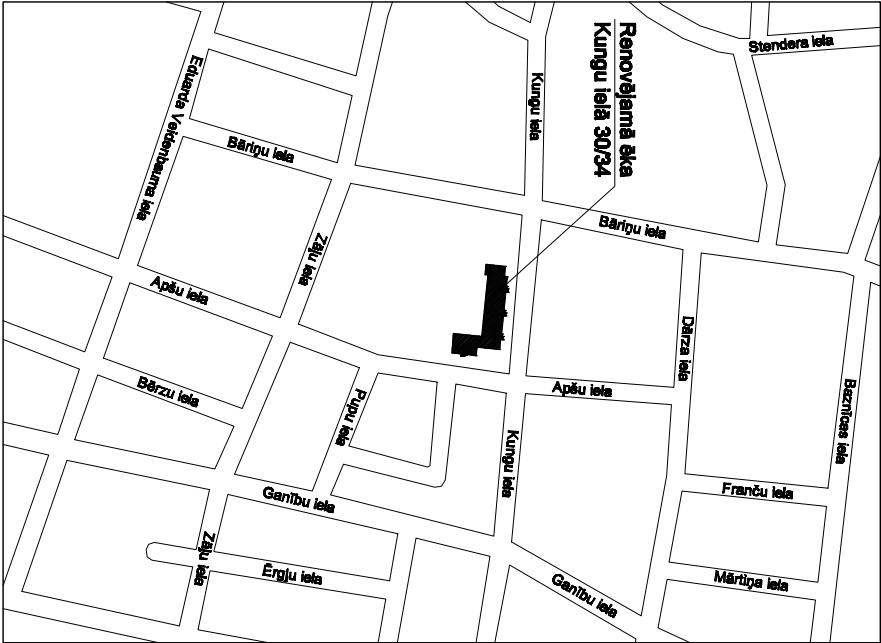 Renovējamā ēka
Kungu ielā 30/34
Stendera iela
Kungu iela
Eduarda Veidenbauma iela
Bāriņu iela
Bāriņu iela
Zāļu iela
Apšu iela
Dārza iela
Baznīcas iela
Bērzu iela
Pupu iela
Apšu iela
Kungu iela
Ganību iela
Franču iela
Zāļu iela
Ērgļu iela
Ganību iela
Mārtiņa iela